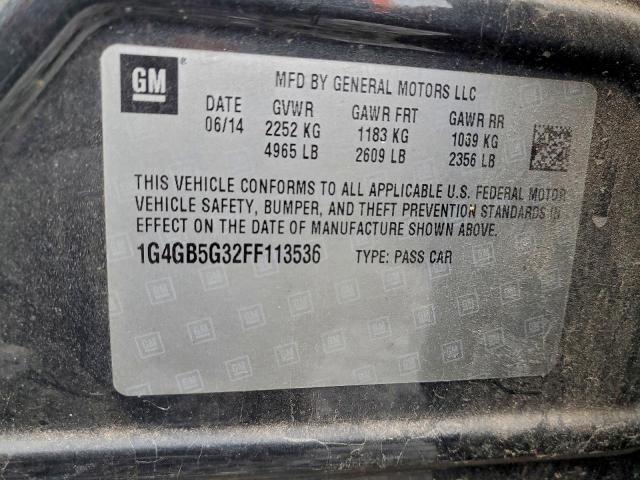 GM ®
MFD BY GENERAL MOTORS LLC
DATE GVWR GAWR FRT GAWR RR
06/14 2252 KG 1183 KG 1069 KG
4965 LB 2609 LB 2356 LB
THIS VEHICLE CONFORMS TO ALL APPLICABLE U.S. FEDERAL MOTOR
VEHICLE SAFETY, BUMPER, AND THEFT PREVENTION STANDARDS IN
EFFECT ON THE DATE OF MANUFACTURE SHOWN ABOVE.
1G4GB5G32FF113536 TYPE: PASS CAR